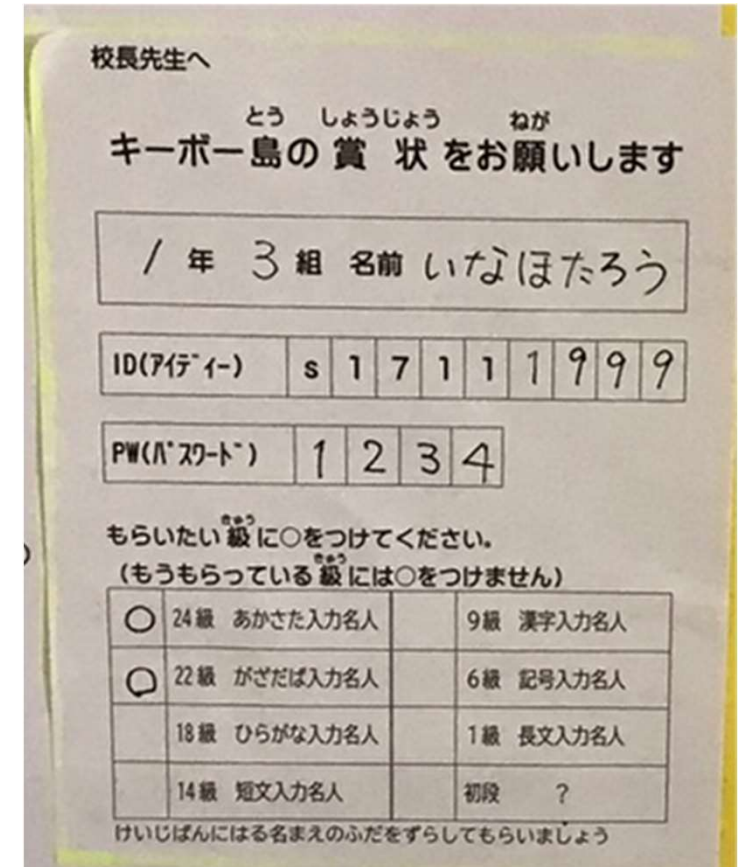 校長先生へ
とう しょうじょう ねが
キーボー島の 賞 状 をお願いします
1 年 3 組 名前 いなほたろう
ID(アイディー) s 1 7 1 1 1 9 9 9
PW(パスワード) 1 2 3 4
きゅう
もらいたい 級 に○をつけてください。
きゅう
(もうもらっている 級 には○をつけません)
○ 24級 あかさた入力名人 9級 漢字入力名人
○ 22級 がざだば入力名人 6級 記号入力名人
18級 ひらがな入力名人 1級 長文入力名人
14級 短文入力名人 初段 ?
けいじばんにはる名まえのふだをずらしてもらいましょう